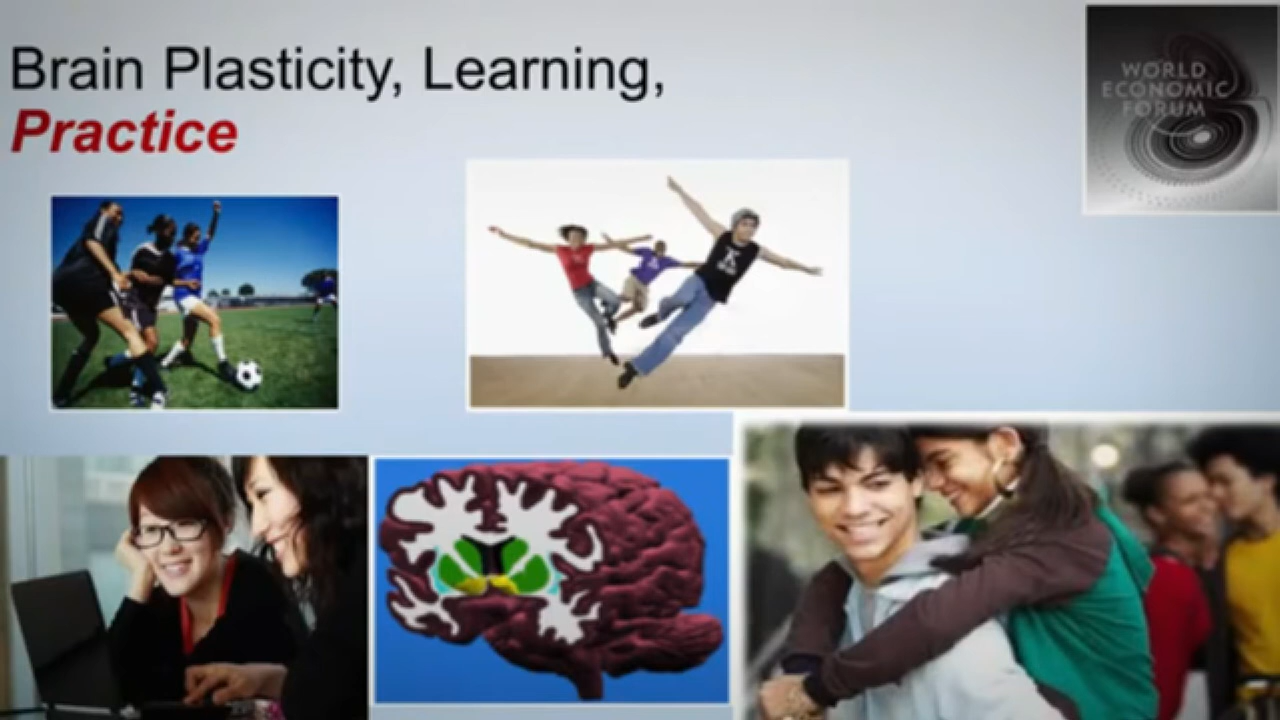 Brain Plasticity, Learning,
Practice
WORLD
ECONOMIC
FORUM